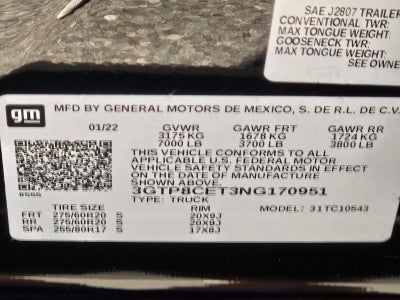 SAE J2807 TRAILER
CONVENTIONAL TWR:
MAX TONGUE WEIGHT:
GOOSENECK TWR:
MAX TONGUE WEIGHT:
SEE OWNE
gm
MFD BY GENERAL MOTORS DE MEXICO, S. DE R.L. DE C.V.
01/22 GVWR GAWR FRT GAWR RR
3175 KG 1678 KG 1724 KG
7000 LB 3700 LB 3800 LB
THIS VEHICLE CONFORMS TO ALL
APPLICABLE U.S. FEDERAL MOTOR
VEHICLE SAFETY STANDARDS IN EFFECT
ON THE DATE OF MANUFACTURE
SHOWN ABOVE.
3GTP8CET3NG170951
TYPE: TRUCK MODEL: 31TC10543
TIRE SIZE RIM
FRT 275/60R20 S 20X9J
RR 275/60R20 S 20X9J
SPA 255/80R17 S 17X8J